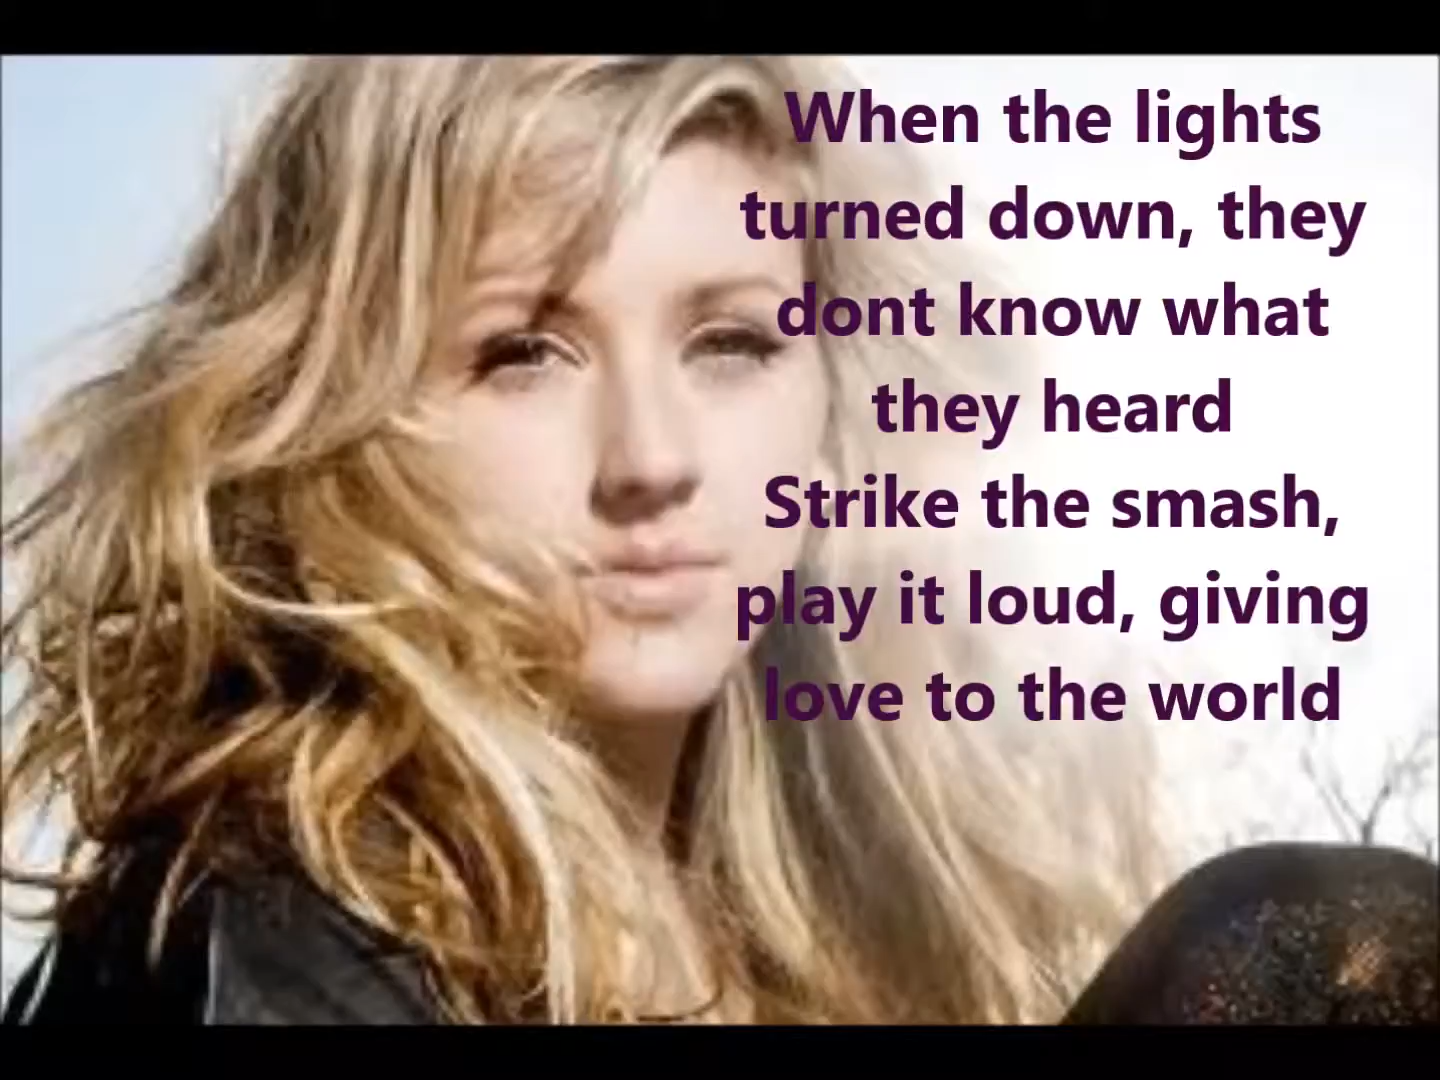 When the lights
turned down, they
dont know what
they heard
Strike the smash,
play it loud, giving
love to the world